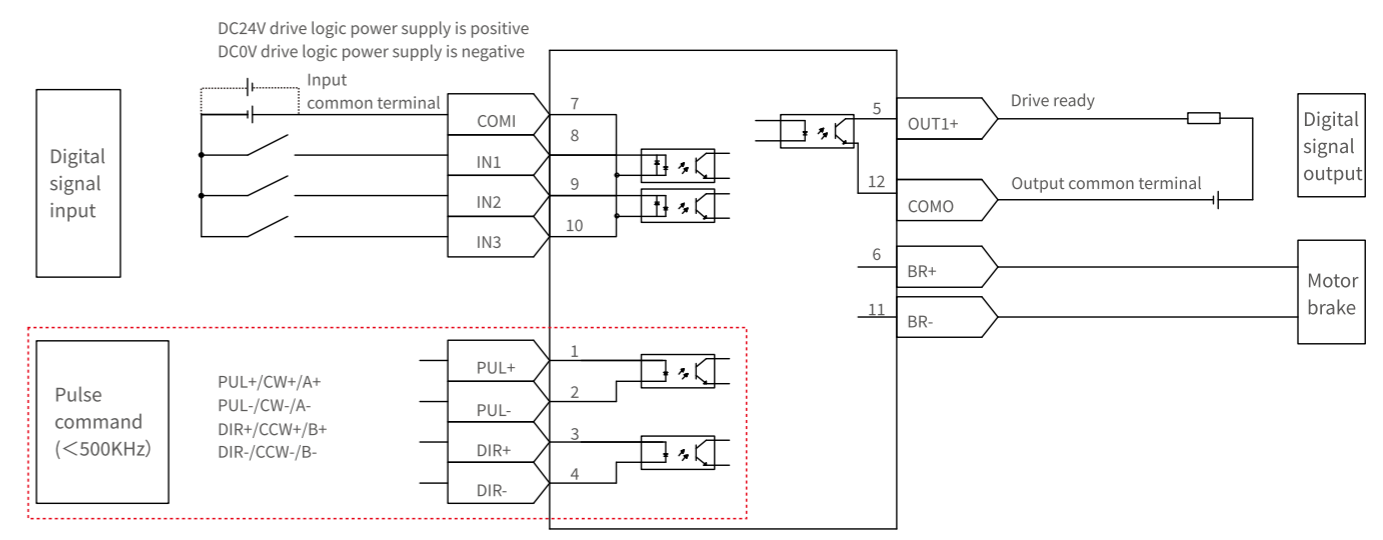 DC24V drive logic power supply is positive
DC0V drive logic power supply is negative
Input
common terminal
Digital
signal
input
COMI
7
8
IN1
9
IN2
10
IN3
5
OUT1+
Drive ready
12
COMO
Output common terminal
Digital
signal
output
6
BR+
11
BR-
Motor
brake
Pulse
command
(<500KHz)
PUL+/CW+/A+
PUL-/CW-/A-
DIR+/CCW+/B+
DIR-/CCW-/B-
1
PUL+
2
PUL-
3
DIR+
4
DIR-